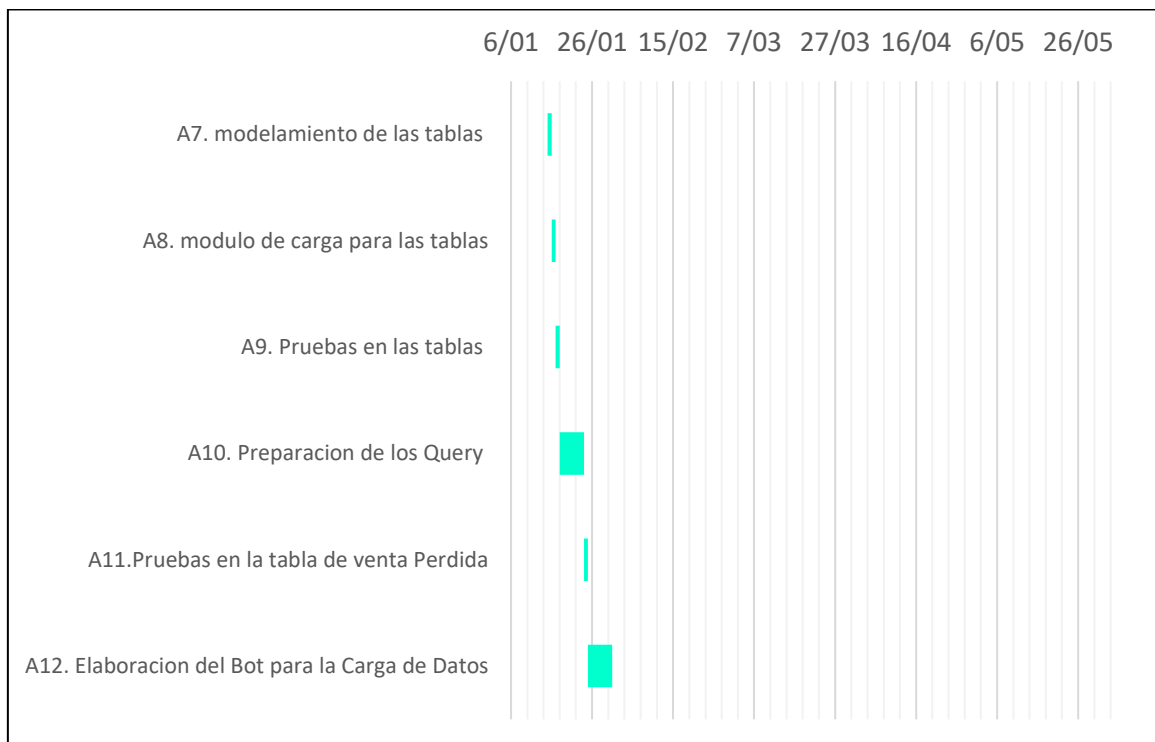 6/01 26/01 15/02 7/03 27/03 16/04 6/05 26/05
A7. modelamiento de las tablas
A8. modulo de carga para las tablas
A9. Pruebas en las tablas
A10. Preparacion de los Query
A11.Pruebas en la tabla de venta Perdida
A12. Elaboracion del Bot para la Carga de Datos